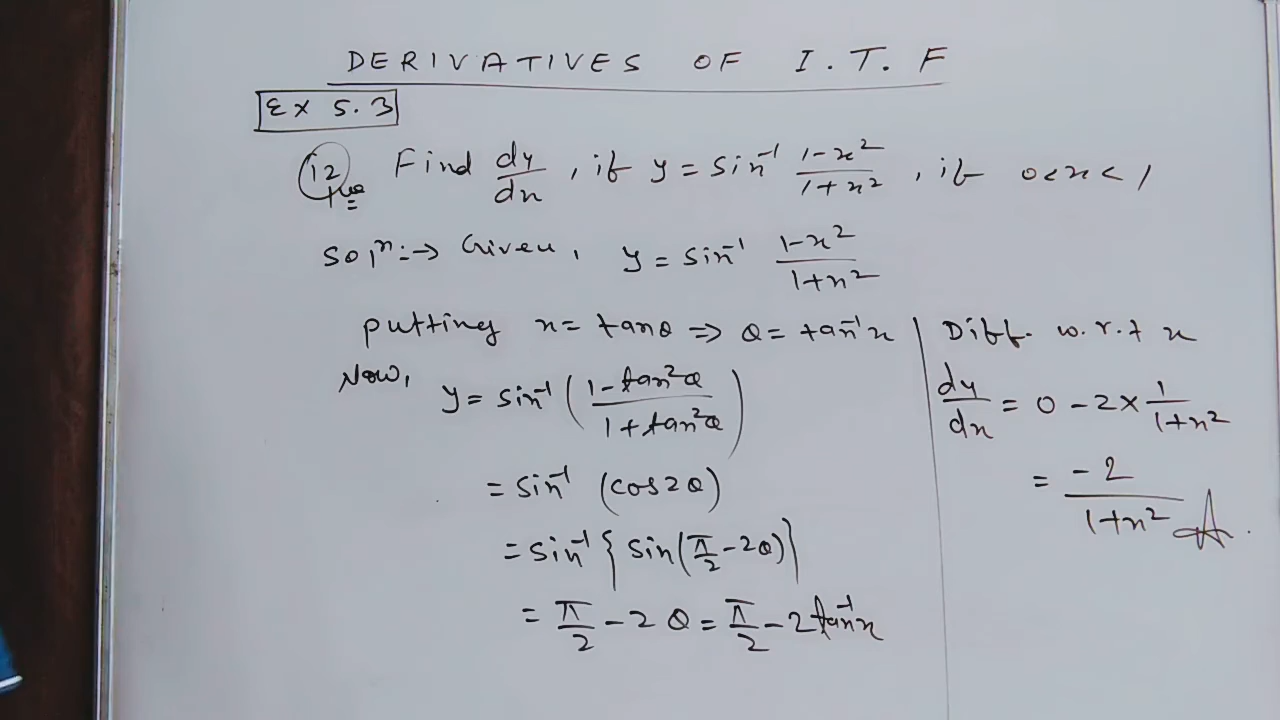 DERIVATIVES OF I.T.F
Ex 5.3
(12) Find dy/dx, if y = sin⁻¹ (1-x²)/(1+x²), if 0<x<1
Solⁿ:→ Given, y = sin⁻¹ (1-x²)/(1+x²)
putting x = tanθ ⇒ θ = tan⁻¹x
Now, y = sin⁻¹ ((1-tan²θ)/(1+tan²θ))
= sin⁻¹ (cos2θ)
= sin⁻¹ {sin(π/2 - 2θ)}
= π/2 - 2θ = π/2 - 2tan⁻¹x
Diff. w.r.t x
dy/dx = 0 - 2 × 1/(1+x²)
= -2/(1+x²)